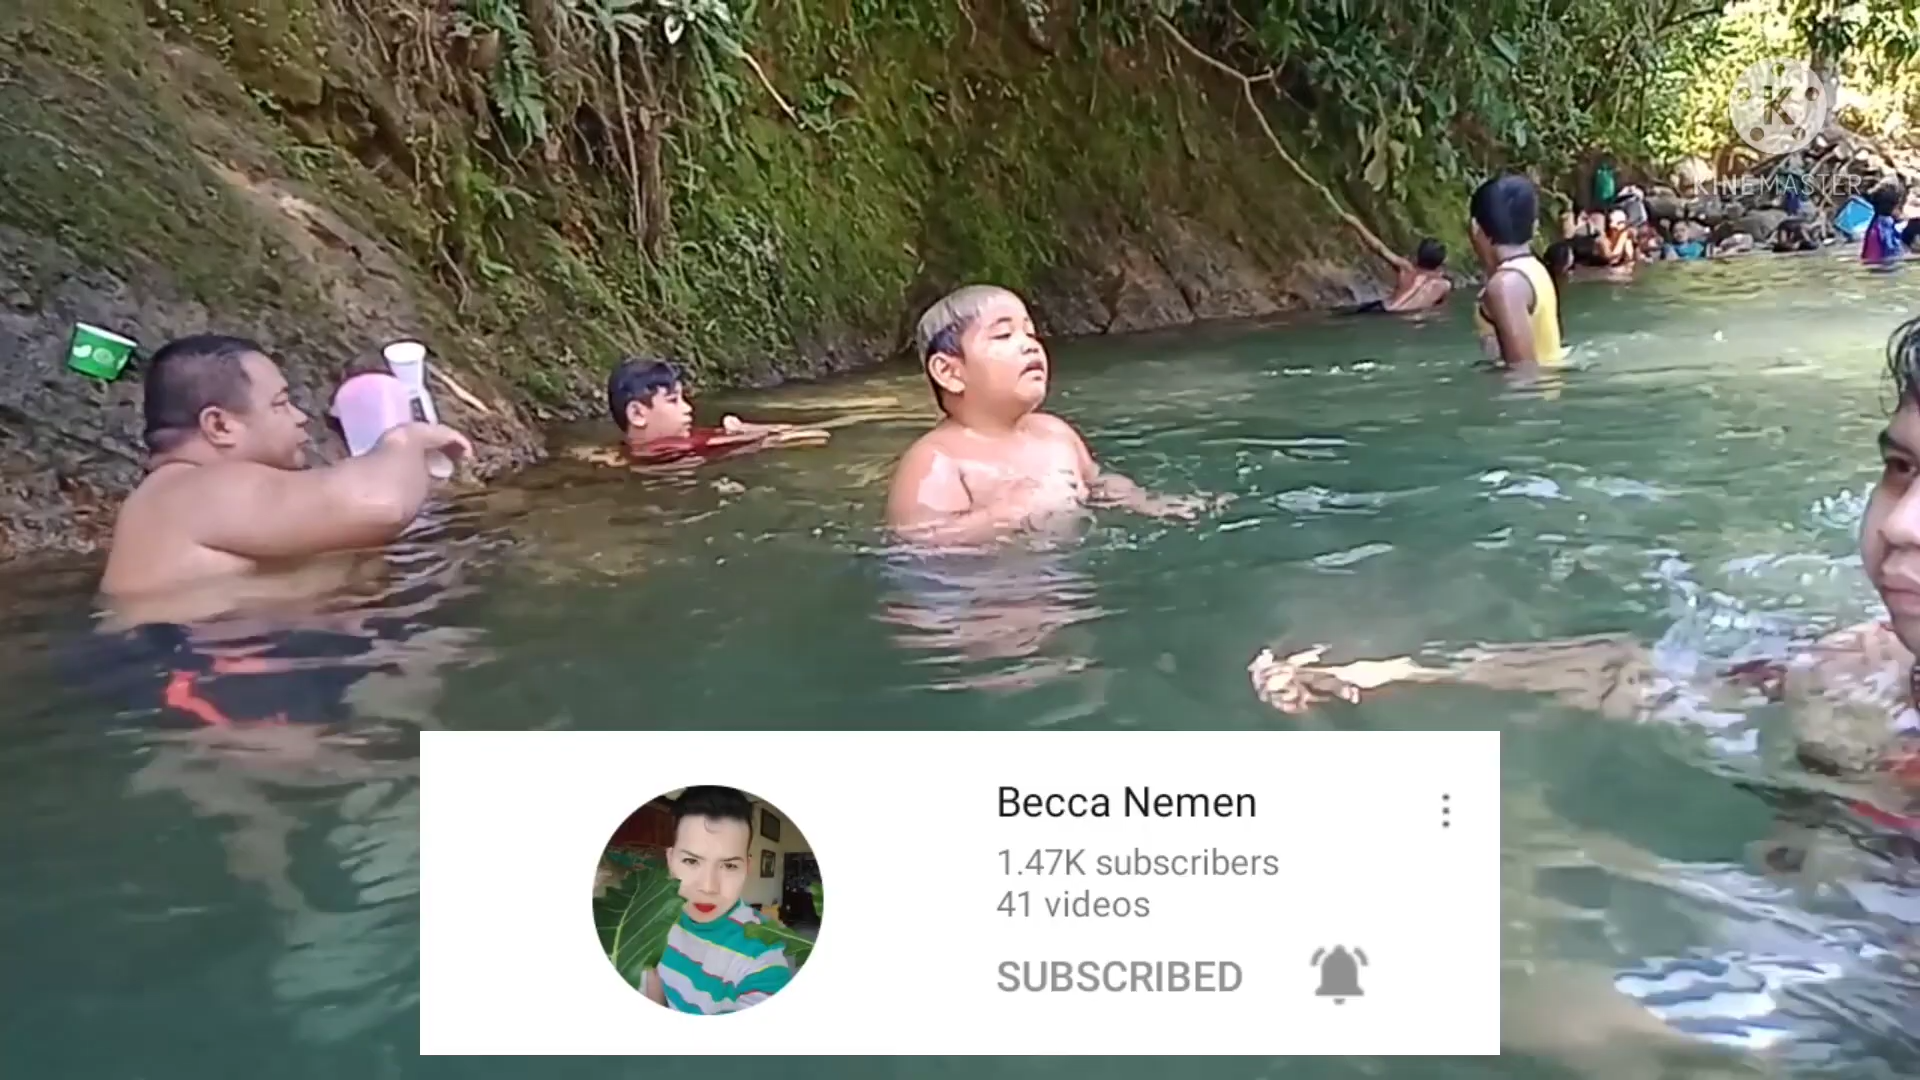 K
KINEMASTER
Becca Nemen
1.47K subscribers
41 videos
SUBSCRIBED